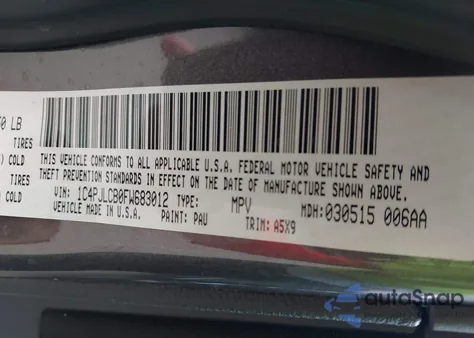 50 LB
TIRES
COLD
TIRES
COLD
THIS VEHICLE CONFORMS TO ALL APPLICABLE U.S.A. FEDERAL MOTOR VEHICLE SAFETY AND
THEFT PREVENTION STANDARDS IN EFFECT ON THE DATE OF MANUFACTURE SHOWN ABOVE.
VIN: 1C4PJLCB0FW683012 TYPE: MPV MDH: 030515 006AA
VEHICLE MADE IN U.S.A. PAINT: PAU TRIM: A5X9
autoSnap